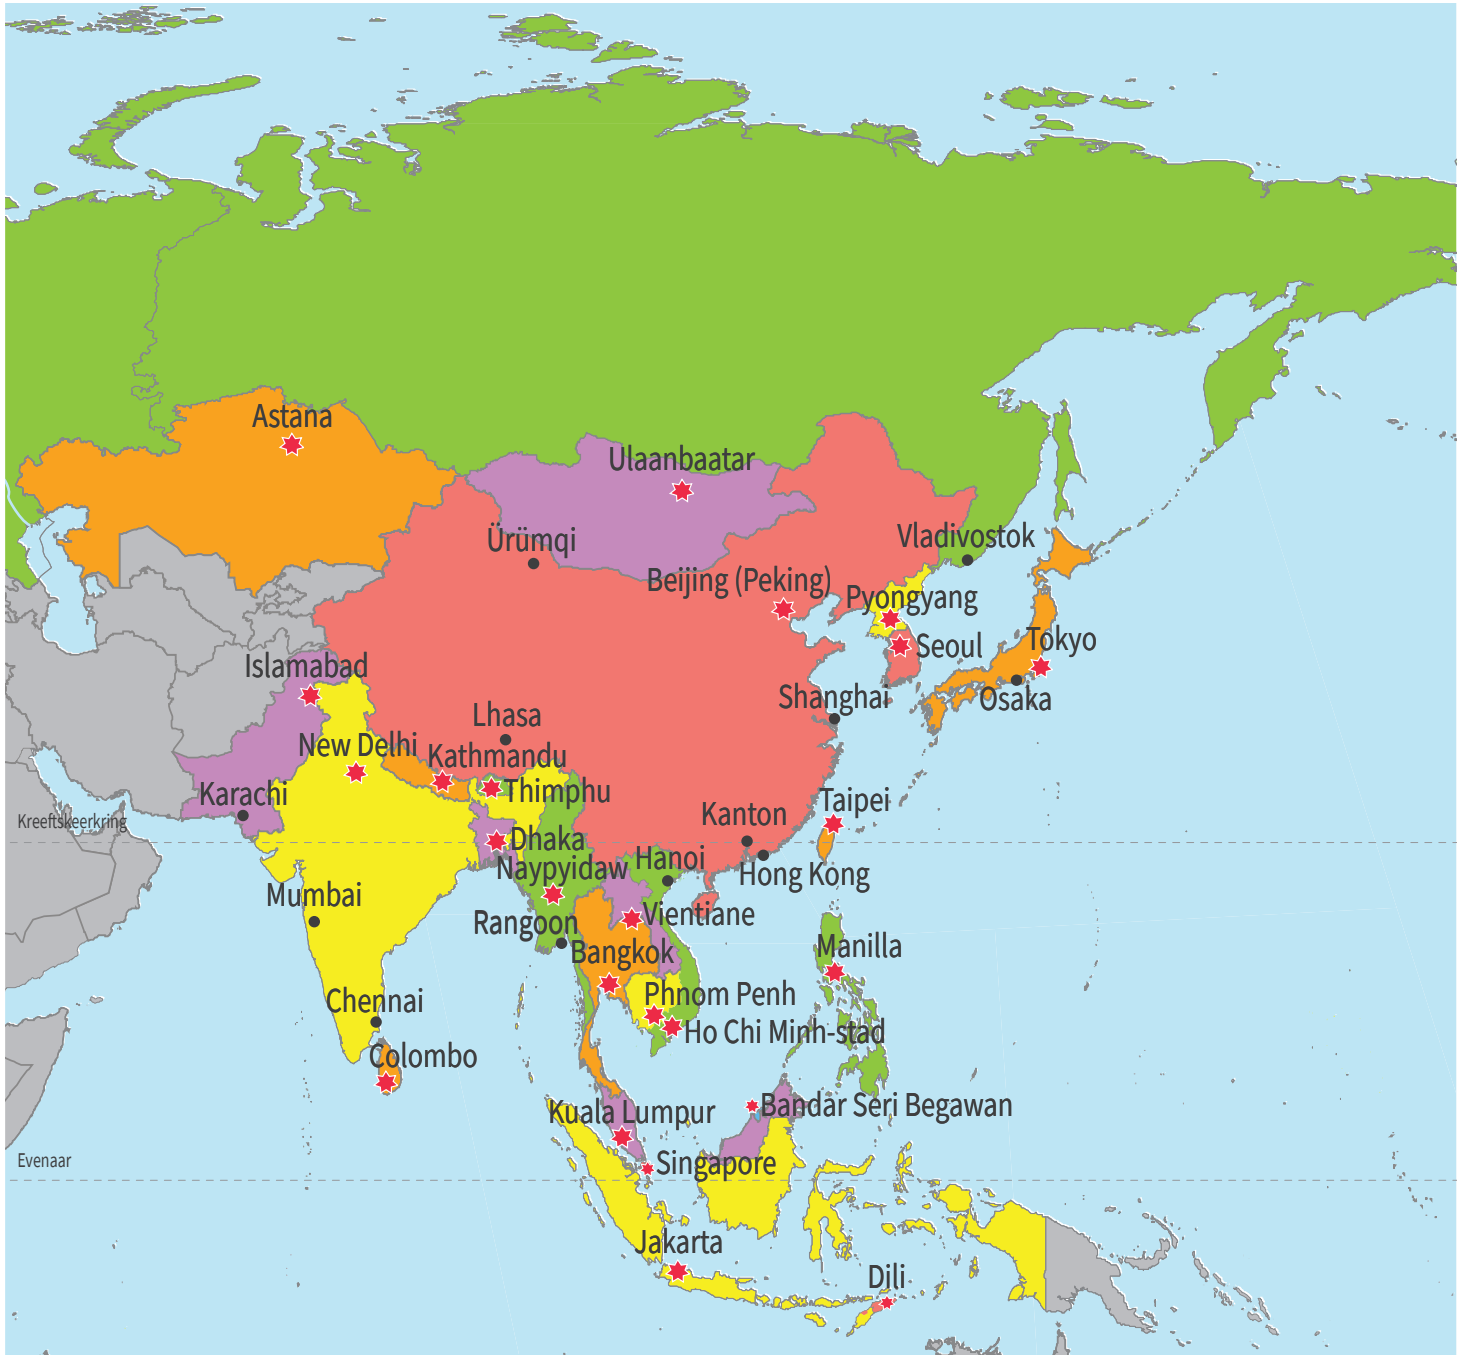 Astana
Ulaanbaatar
Ürümqi
Vladivostok
Beijing (Peking)
Pyongyang
Seoul
Tokyo
Islamabad
Shanghai
Osaka
Lhasa
New Delhi
Kathmandu
Thimphu
Karachi
Taipei
Kanton
Kreeftskeerkring
Dhaka
Hanoi
Naypyidaw
Hong Kong
Mumbai
Vientiane
Rangoon
Bangkok
Manilla
Phnom Penh
Chennai
Ho Chi Minh-stad
Colombo
Bandar Seri Begawan
Kuala Lumpur
Evenaar
Singapore
Jakarta
Dili